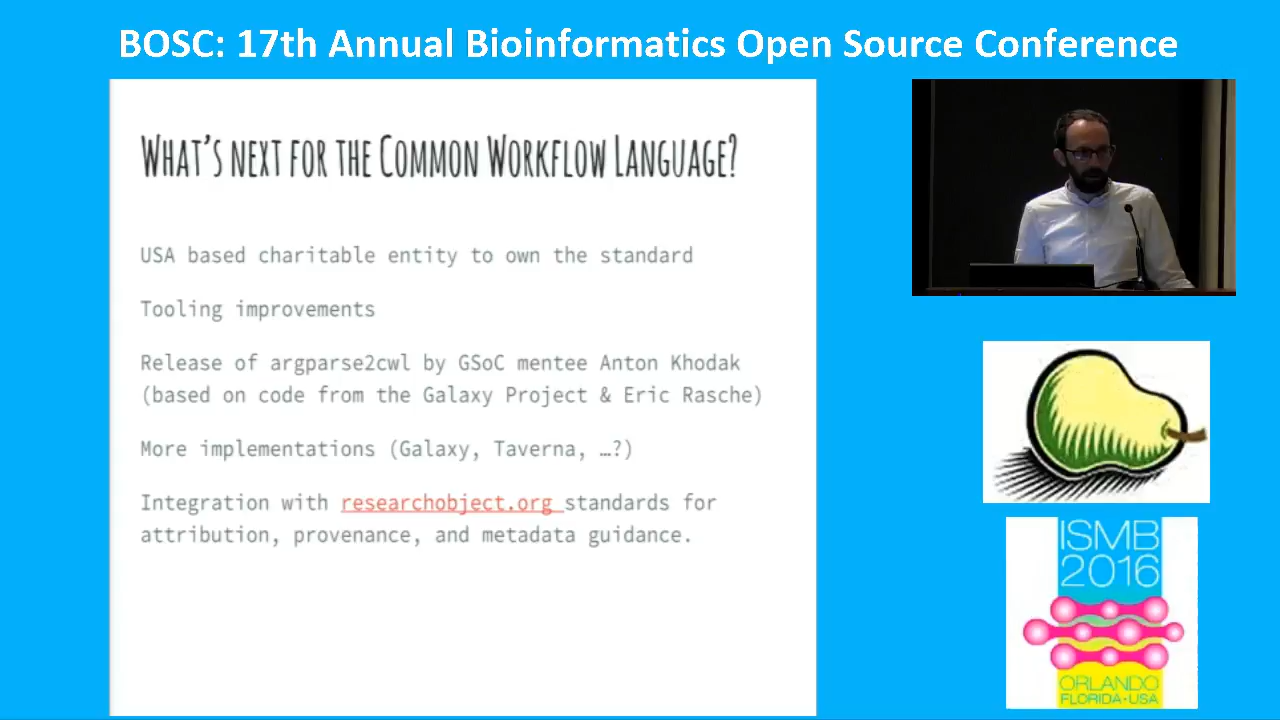 BOSC: 17th Annual Bioinformatics Open Source Conference
What's next for the Common Workflow Language?
USA based charitable entity to own the standard
Tooling improvements
Release of argparse2cwl by GSoC mentee Anton Khodak
(based on code from the Galaxy Project & Eric Rasche)
More implementations (Galaxy, Taverna, …?)
Integration with researchobject.org standards for
attribution, provenance, and metadata guidance.
ISMB
2016
ORLANDO
FLORIDA•USA